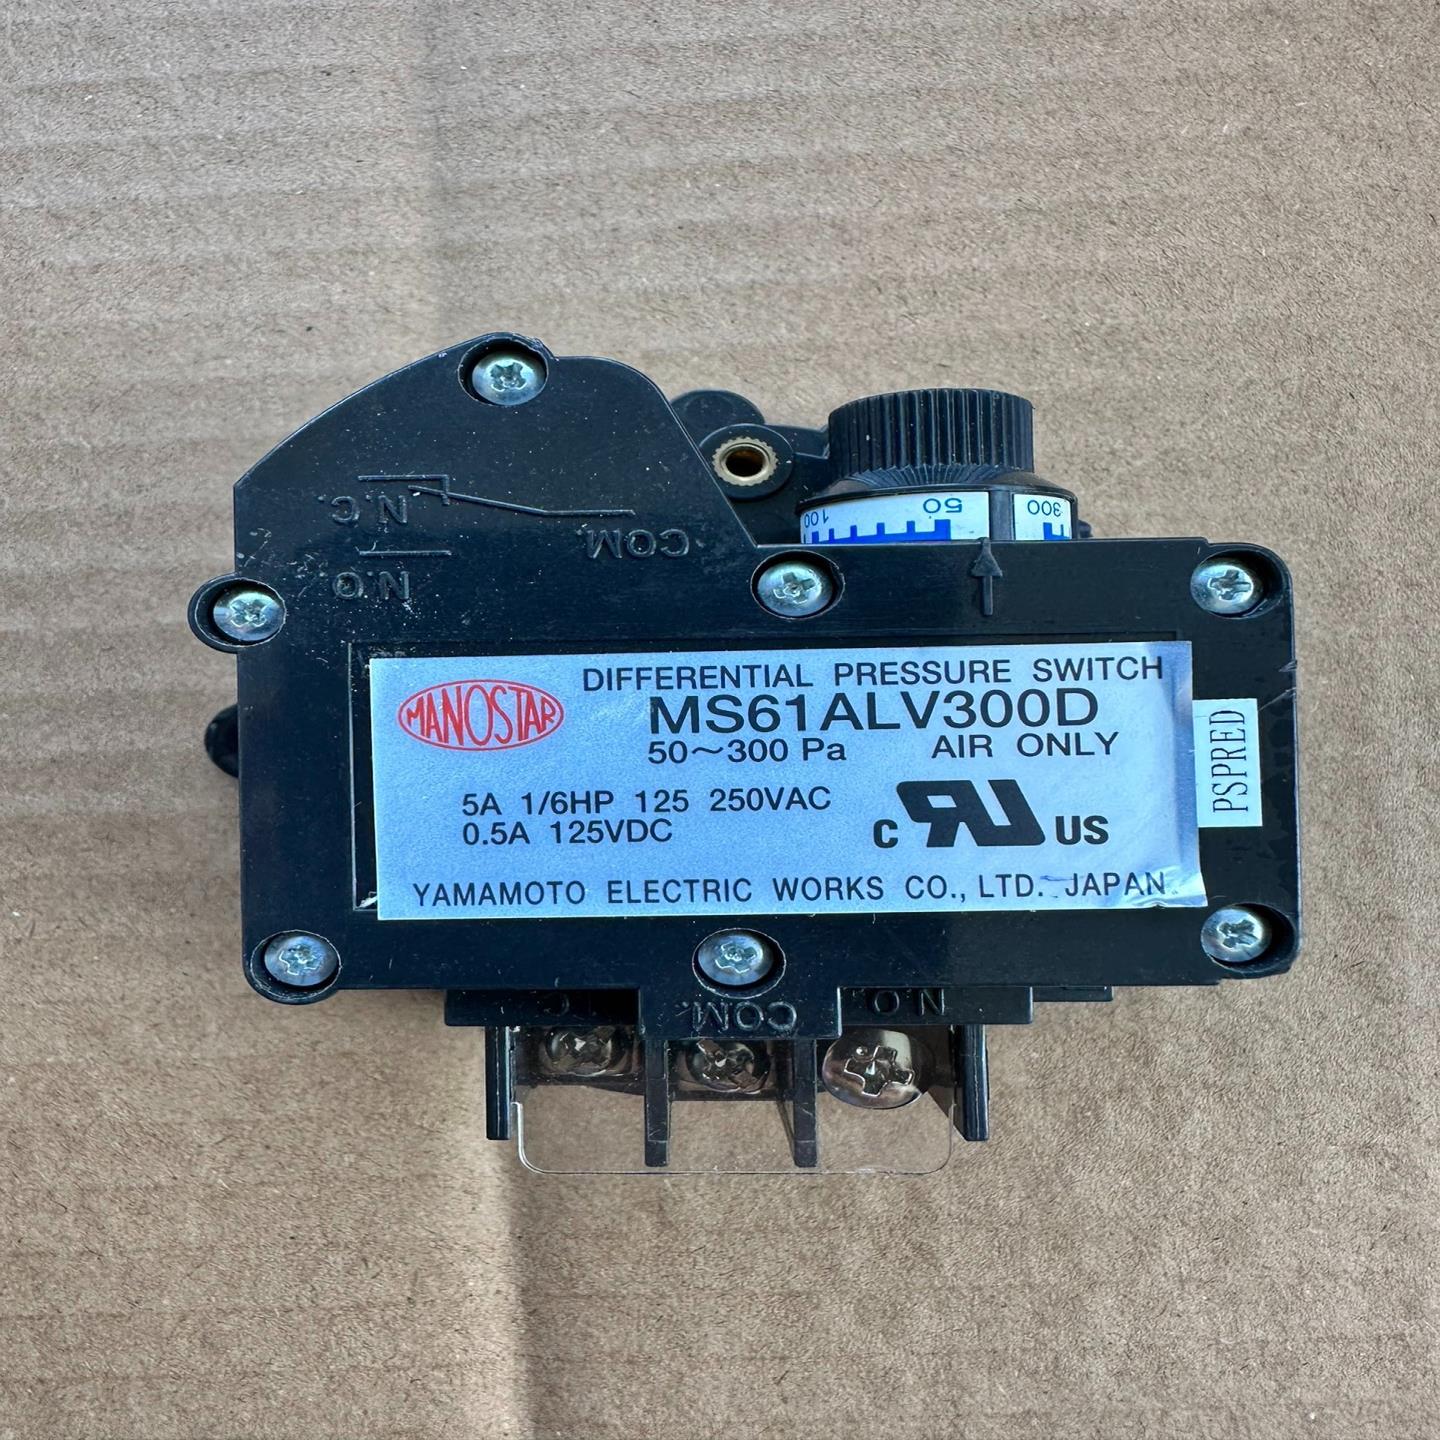 100 50 300
N.C.
COM.
N.O.
MANOSTAR
DIFFERENTIAL PRESSURE SWITCH
MS61ALV300D
50～300 Pa AIR ONLY
5A 1/6HP 125 250VAC
0.5A 125VDC
c RU US
YAMAMOTO ELECTRIC WORKS CO., LTD. JAPAN
PSPRED
C. COM. N.O.